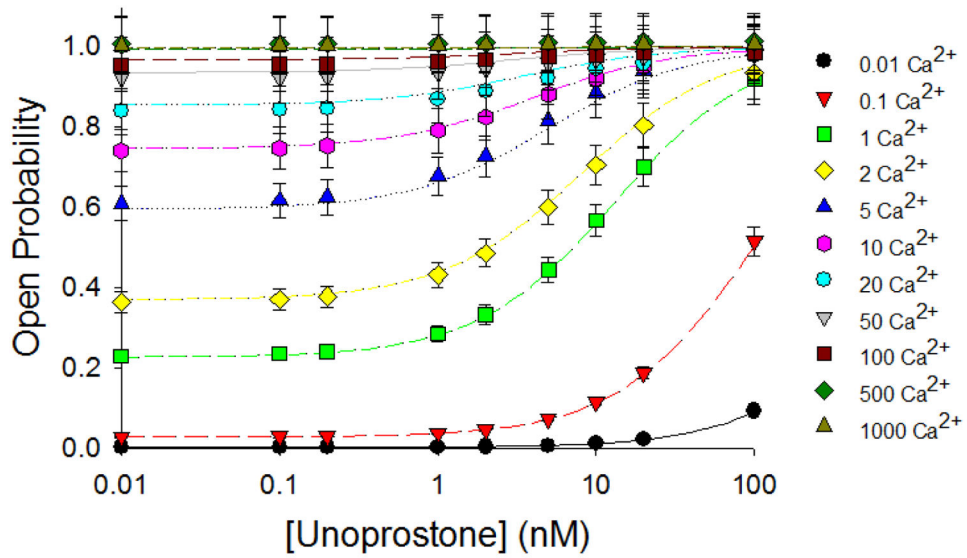 Open Probability
1.0
0.8
0.6
0.4
0.2
0.0
0.01 0.1 1 10 100
[Unoprostone] (nM)
0.01 Ca²⁺
0.1 Ca²⁺
1 Ca²⁺
2 Ca²⁺
5 Ca²⁺
10 Ca²⁺
20 Ca²⁺
50 Ca²⁺
100 Ca²⁺
500 Ca²⁺
1000 Ca²⁺